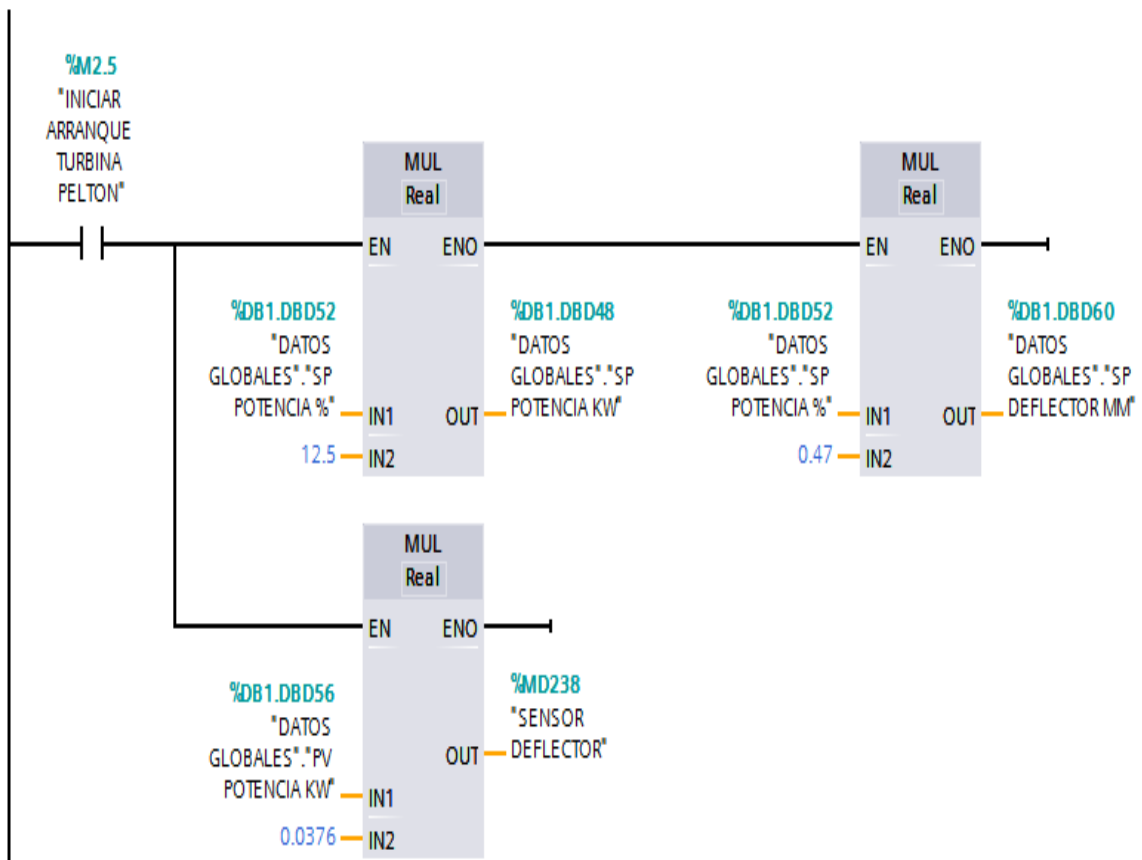 %M2.5
"INICIAR
ARRANQUE
TURBINA
PELTON"
MUL
Real
EN ENO
%DB1.DBD52
"DATOS
GLOBALES"."SP
POTENCIA %"
IN1
12.5
IN2
%DB1.DBD48
"DATOS
GLOBALES"."SP
POTENCIA KW"
OUT
MUL
Real
EN ENO
%DB1.DBD52
"DATOS
GLOBALES"."SP
POTENCIA %"
IN1
0.47
IN2
%DB1.DBD60
"DATOS
GLOBALES"."SP
DEFLECTOR MM"
OUT
MUL
Real
EN ENO
%DB1.DBD56
"DATOS
GLOBALES"."PV
POTENCIA KW"
IN1
0.0376
IN2
%MD238
"SENSOR
DEFLECTOR"
OUT